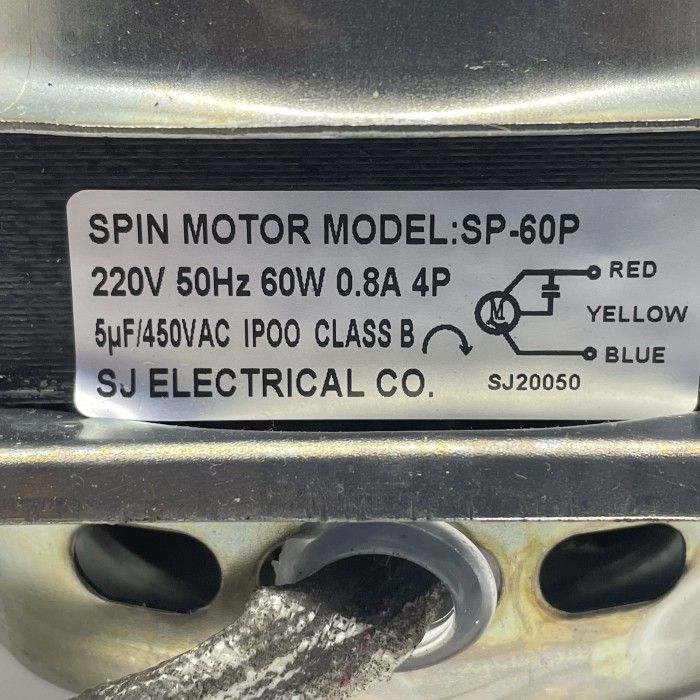 SPIN MOTOR MODEL:SP-60P
220V 50Hz 60W 0.8A 4P
5µF/450VAC IPOO CLASS B
SJ ELECTRICAL CO.
M
RED
YELLOW
BLUE
SJ20050